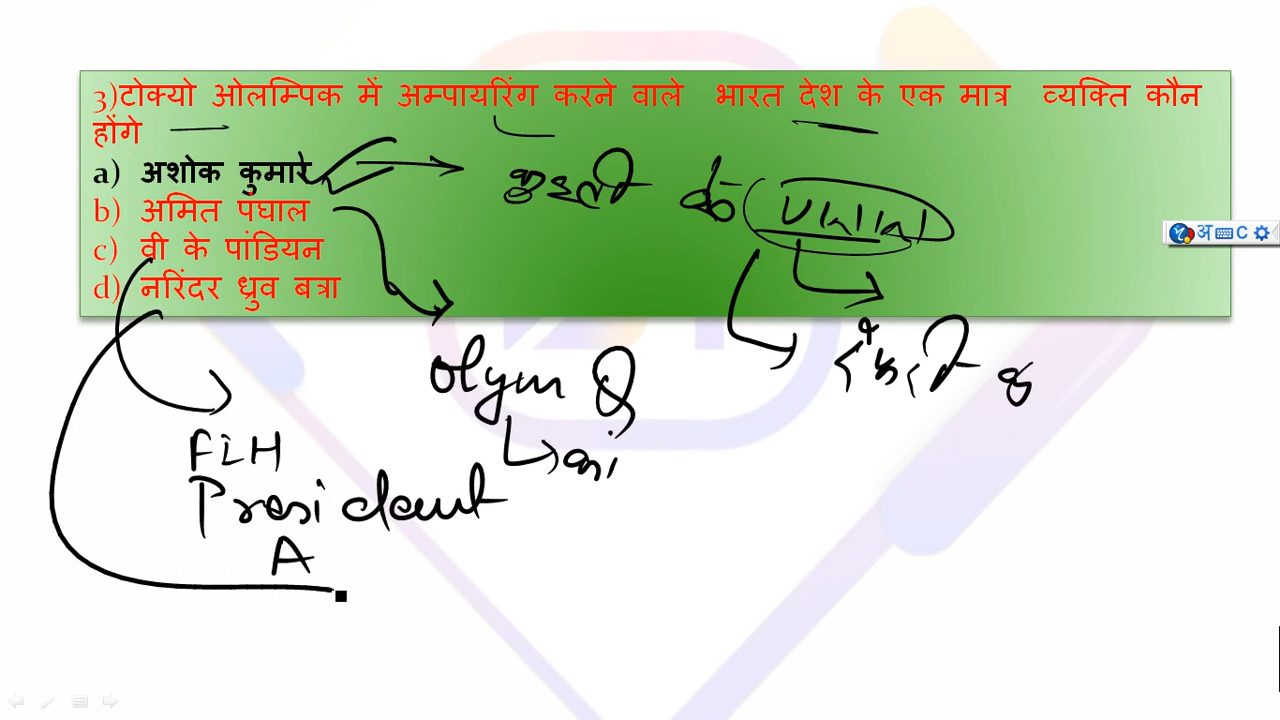 3)टोक्यो ओलम्पिक में अम्पायरिंग करने वाले भारत देश के एक मात्र व्यक्ति कौन
होंगे
a) अशोक कुमार
b) अमित पंघाल
c) वी के पांडियन
d) नरिंदर ध्रुव बत्रा
कुश्ती के
Olym Q
FIH
President
A
अ C